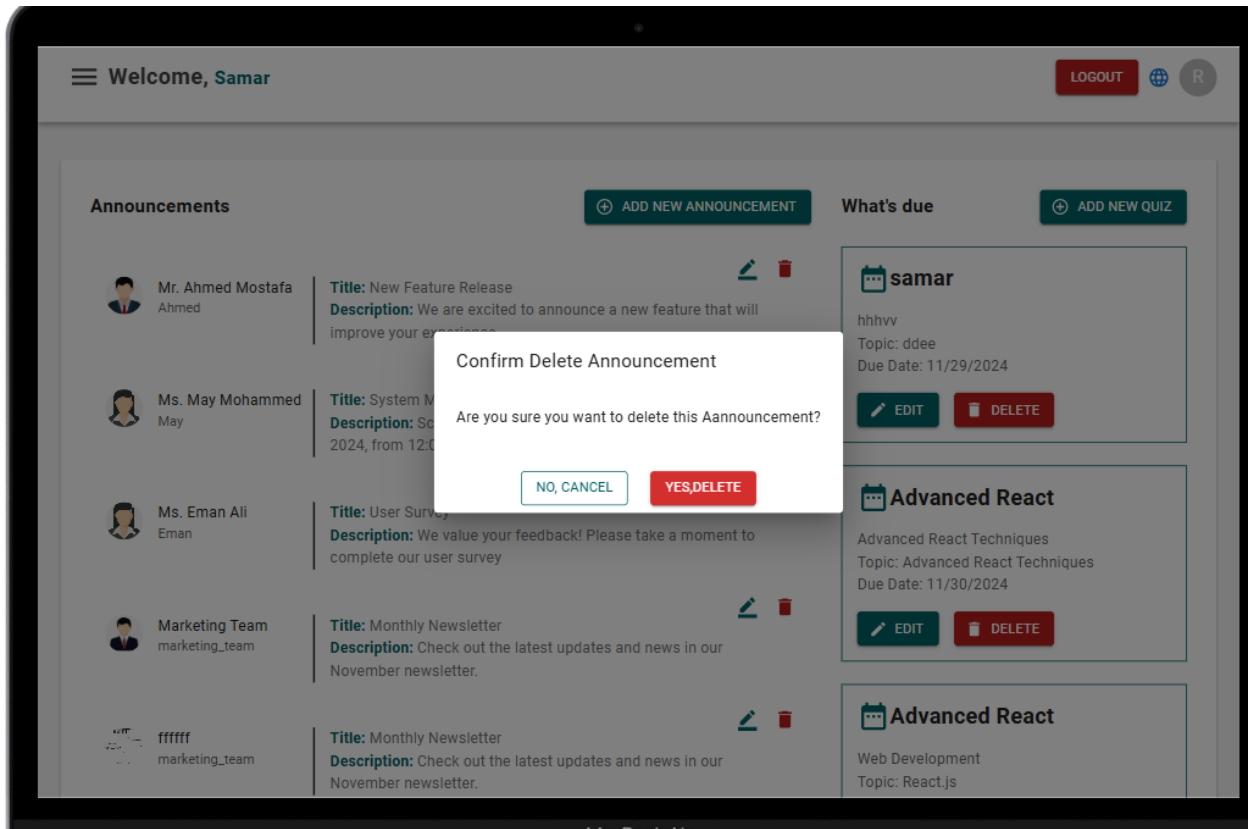 Welcome, Samar
LOGOUT
R
Announcements
ADD NEW ANNOUNCEMENT
Mr. Ahmed Mostafa
Ahmed
Title: New Feature Release
Description: We are excited to announce a new feature that will
improve your experience
Ms. May Mohammed
May
Title: System M
Description: Sc
2024, from 12:0
Ms. Eman Ali
Eman
Title: User Survey
Description: We value your feedback! Please take a moment to
complete our user survey
Marketing Team
marketing_team
Title: Monthly Newsletter
Description: Check out the latest updates and news in our
November newsletter.
ffffff
marketing_team
Title: Monthly Newsletter
Description: Check out the latest updates and news in our
November newsletter.
Confirm Delete Announcement
Are you sure you want to delete this Aannouncement?
NO, CANCEL
YES,DELETE
What's due
ADD NEW QUIZ
samar
hhhvv
Topic: ddee
Due Date: 11/29/2024
EDIT
DELETE
Advanced React
Advanced React Techniques
Topic: Advanced React Techniques
Due Date: 11/30/2024
EDIT
DELETE
Advanced React
Web Development
Topic: React.js